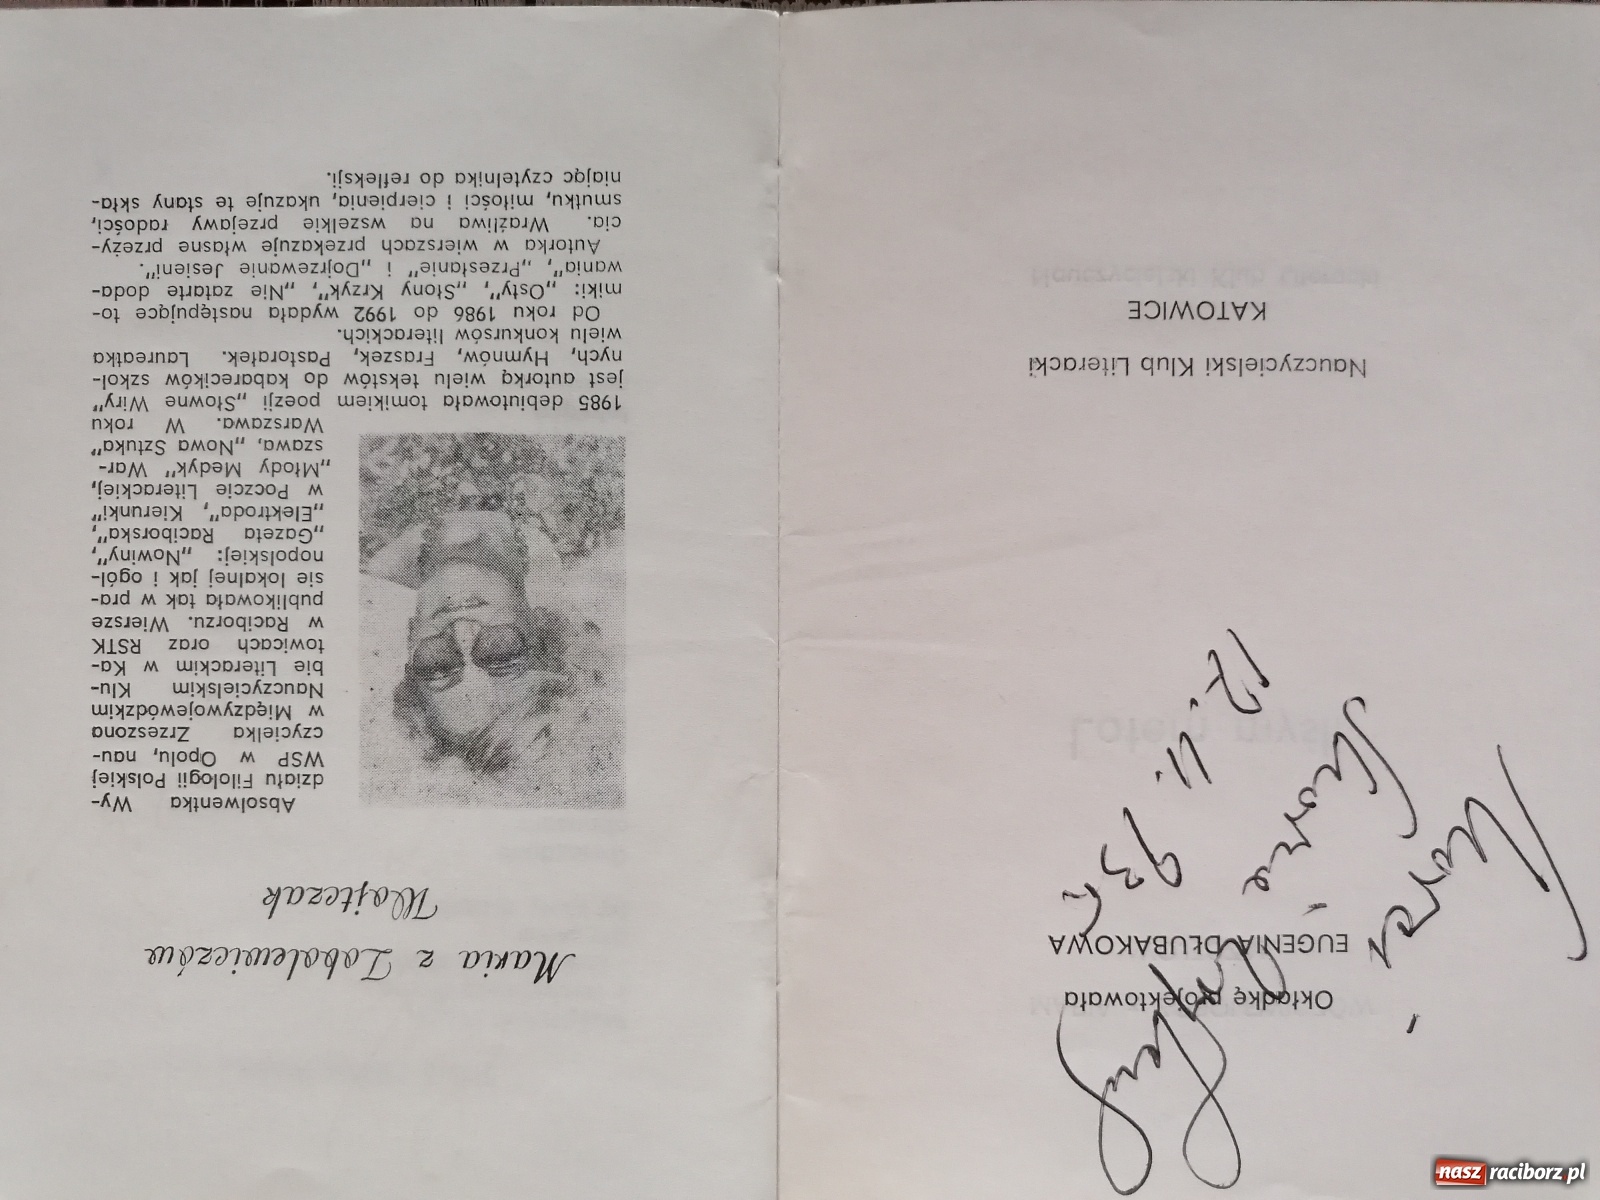 Okładkę projektowała
EUGENIA DŁUBAKOWA
17. 11. 93 r.
Nauczycielski Klub Literacki
KATOWICE
Maria z Zobolewiczów
Wojtczak
Absolwentka Wy-
działu Filologii Polskiej
WSP w Opolu, nau-
czycielka Zrzeszona
w Międzywojewódzkim
Nauczycielskim Klu-
bie Literackim w Ka-
towicach oraz RSTK
w Raciborzu. Wiersze
publikowała tak w pra-
sie lokalnej jak i ogól-
nopolskiej: „Nowiny”,
„Gazeta Raciborska”,
„Elektroda”, Kierunki”
w Poczcie Literackiej,
„Młody Medyk” War-
szawa, „Nowa Sztuka”
Warszawa. W roku
1985 debiutowała tomikiem poezji „Słowne Wiry”
jest autorką wielu tekstów do kabarecików szkol-
nych, Hymnów, Fraszek, Pastorałek. Laureatka
wielu konkursów literackich.
Od roku 1986 do 1992 wydała następujące to-
miki: „Osty”, „Słony Krzyk”, „Nie zatarte doda-
wania”, „Przesłanie” i „Dojrzewanie Jesieni”.
Autorka w wierszach przekazuje własne przeży-
cia. Wrażliwa na wszelkie przejawy radości,
smutku, miłości i cierpienia, ukazuje te stany skła-
niając czytelnika do refleksji.
nasz raciborz.pl